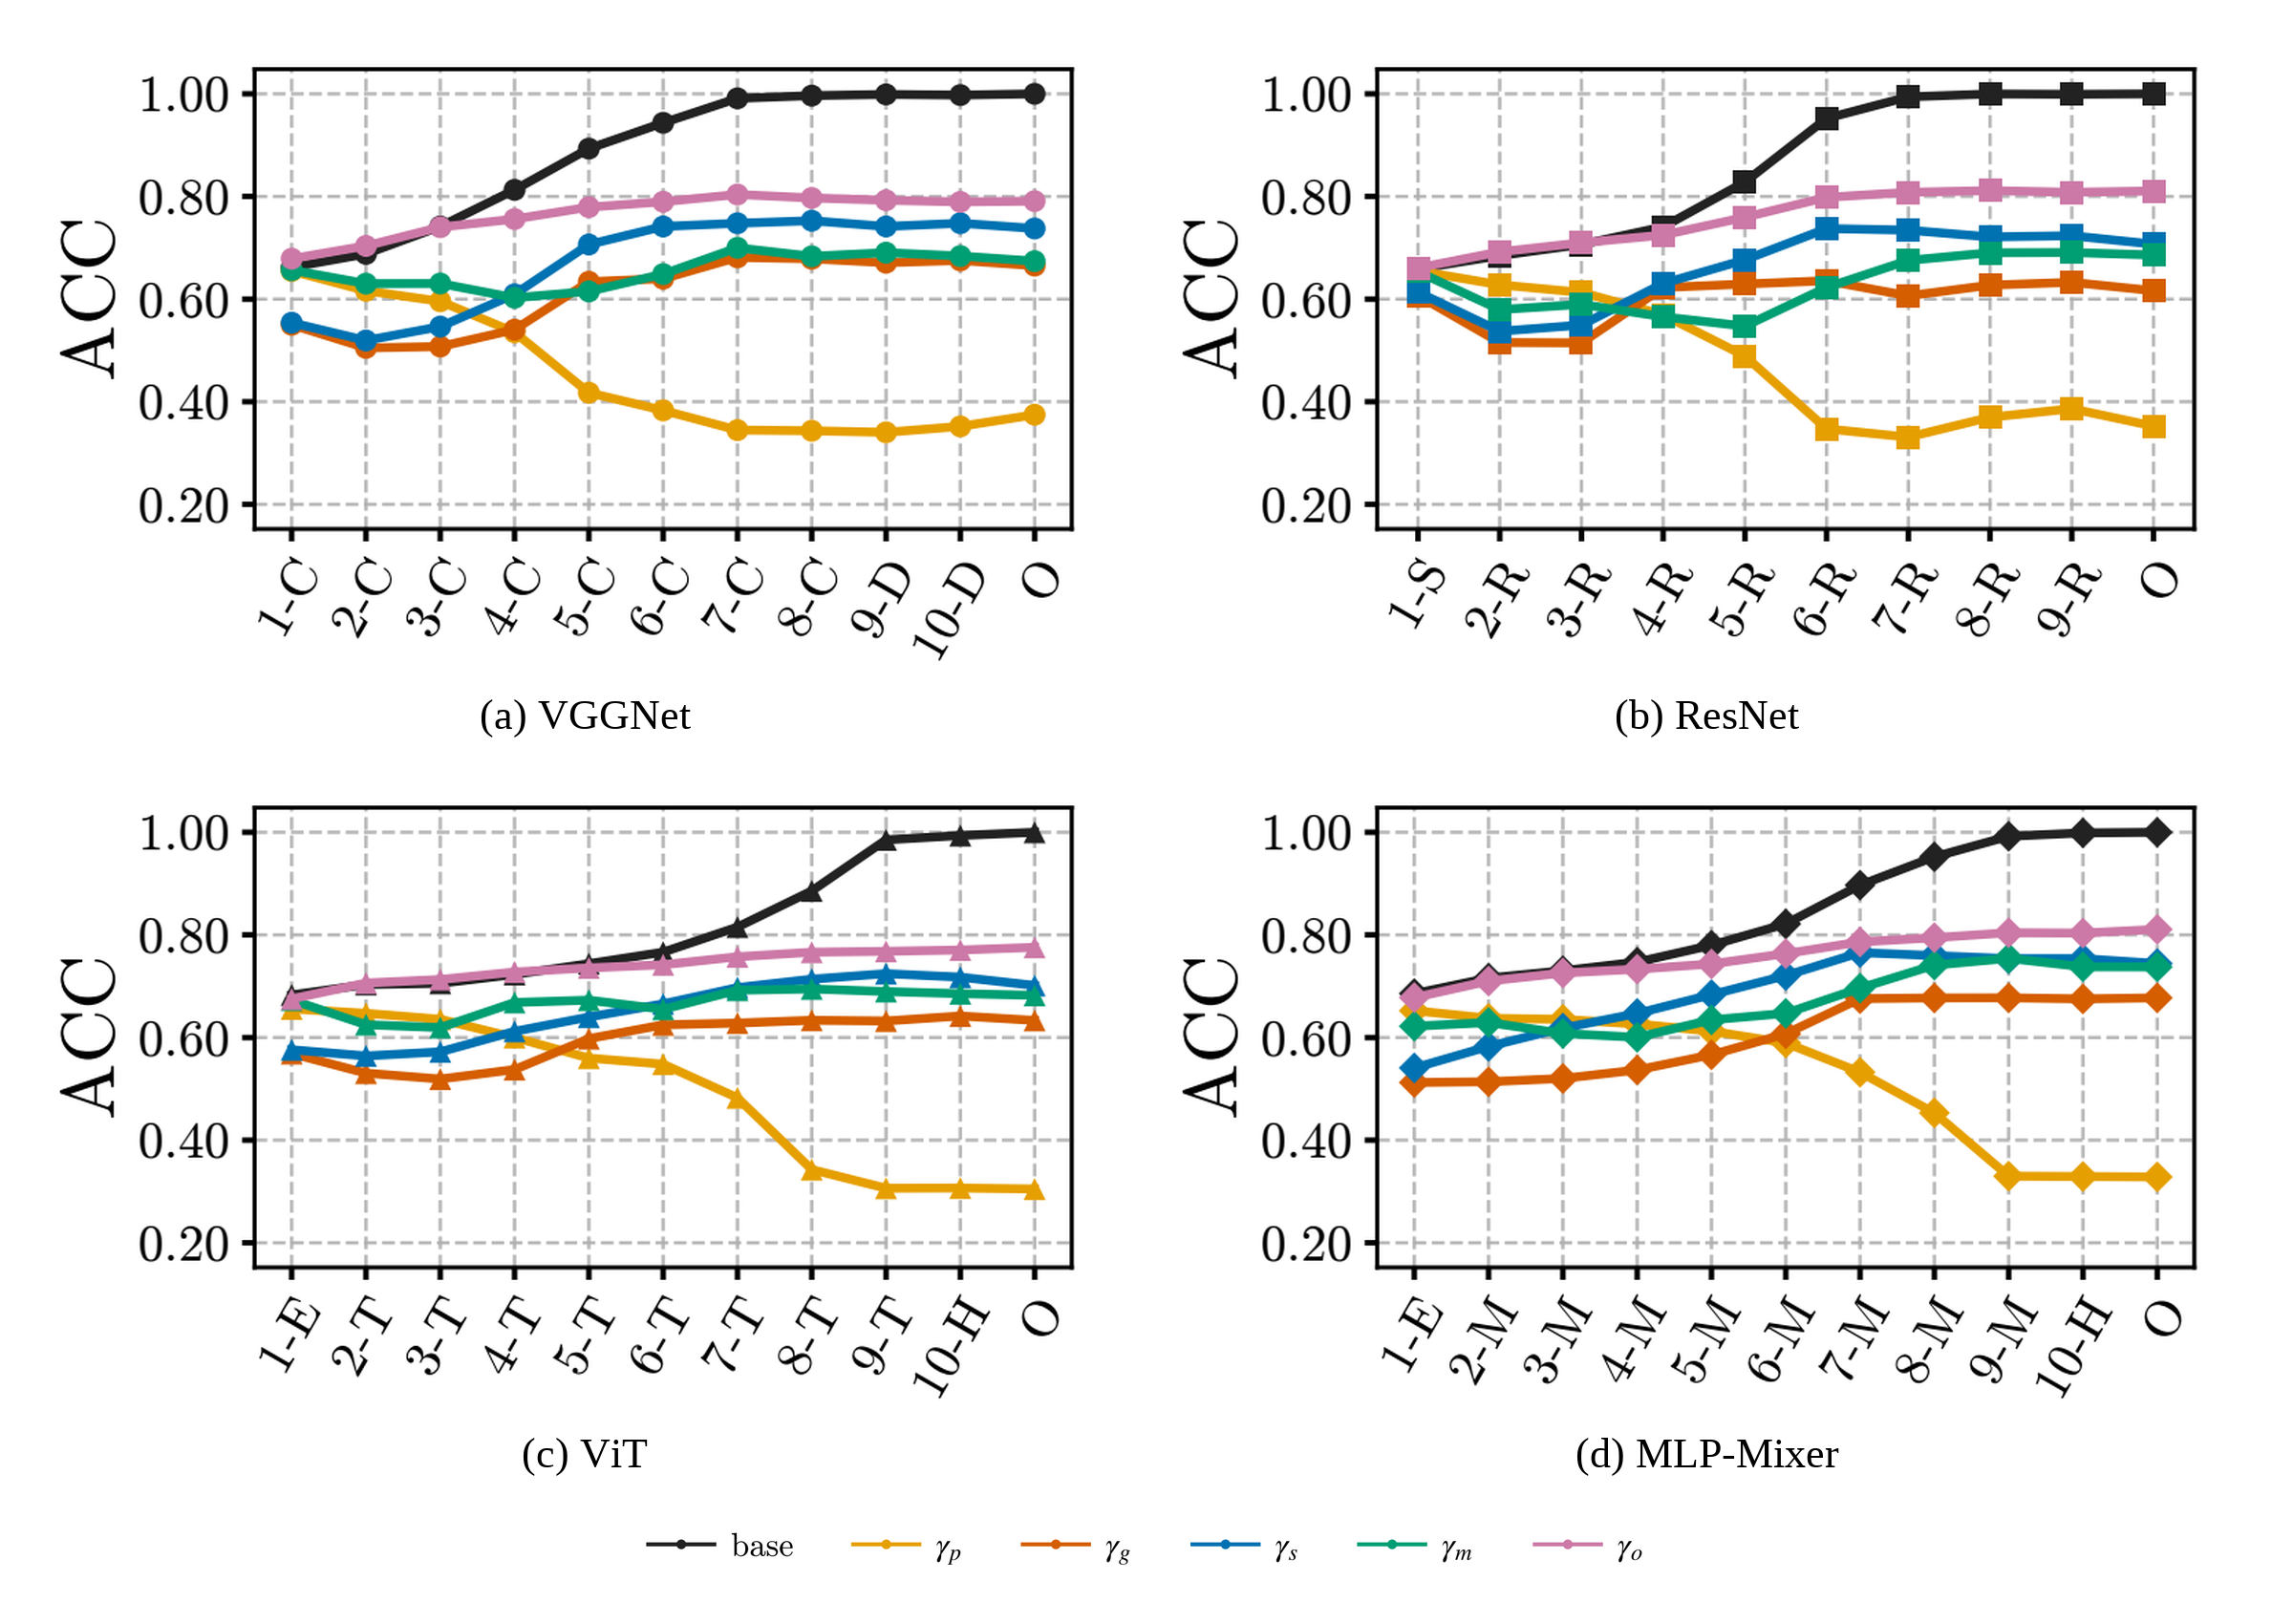 ACC
1.00
0.80
0.60
0.40
0.20
1-C 2-C 3-C 4-C 5-C 6-C 7-C 8-C 9-D 10-D O
(a) VGGNet
ACC
1.00
0.80
0.60
0.40
0.20
1-S 2-R 3-R 4-R 5-R 6-R 7-R 8-R 9-R O
(b) ResNet
ACC
1.00
0.80
0.60
0.40
0.20
1-E 2-T 3-T 4-T 5-T 6-T 7-T 8-T 9-T 10-H O
(c) ViT
ACC
1.00
0.80
0.60
0.40
0.20
1-E 2-M 3-M 4-M 5-M 6-M 7-M 8-M 9-M 10-H O
(d) MLP-Mixer
base γp γg γs γm γo